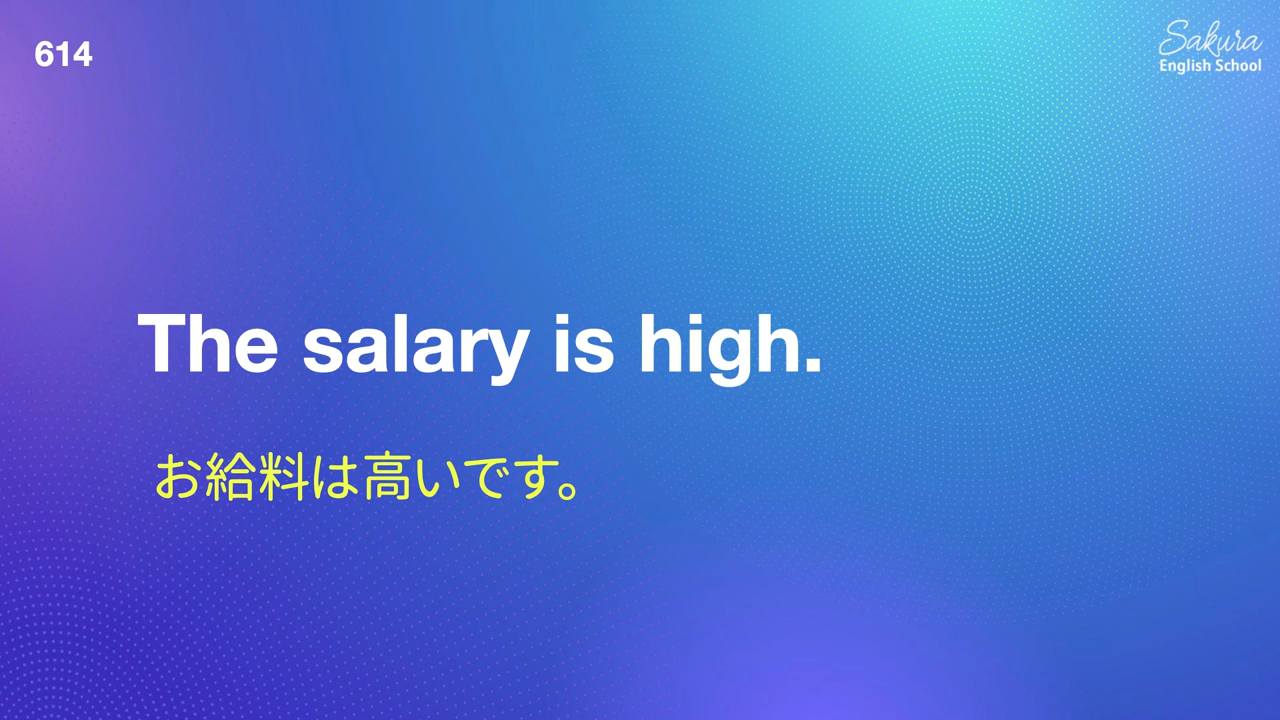 614
Sakura
English School
The salary is high.
お給料は高いです。